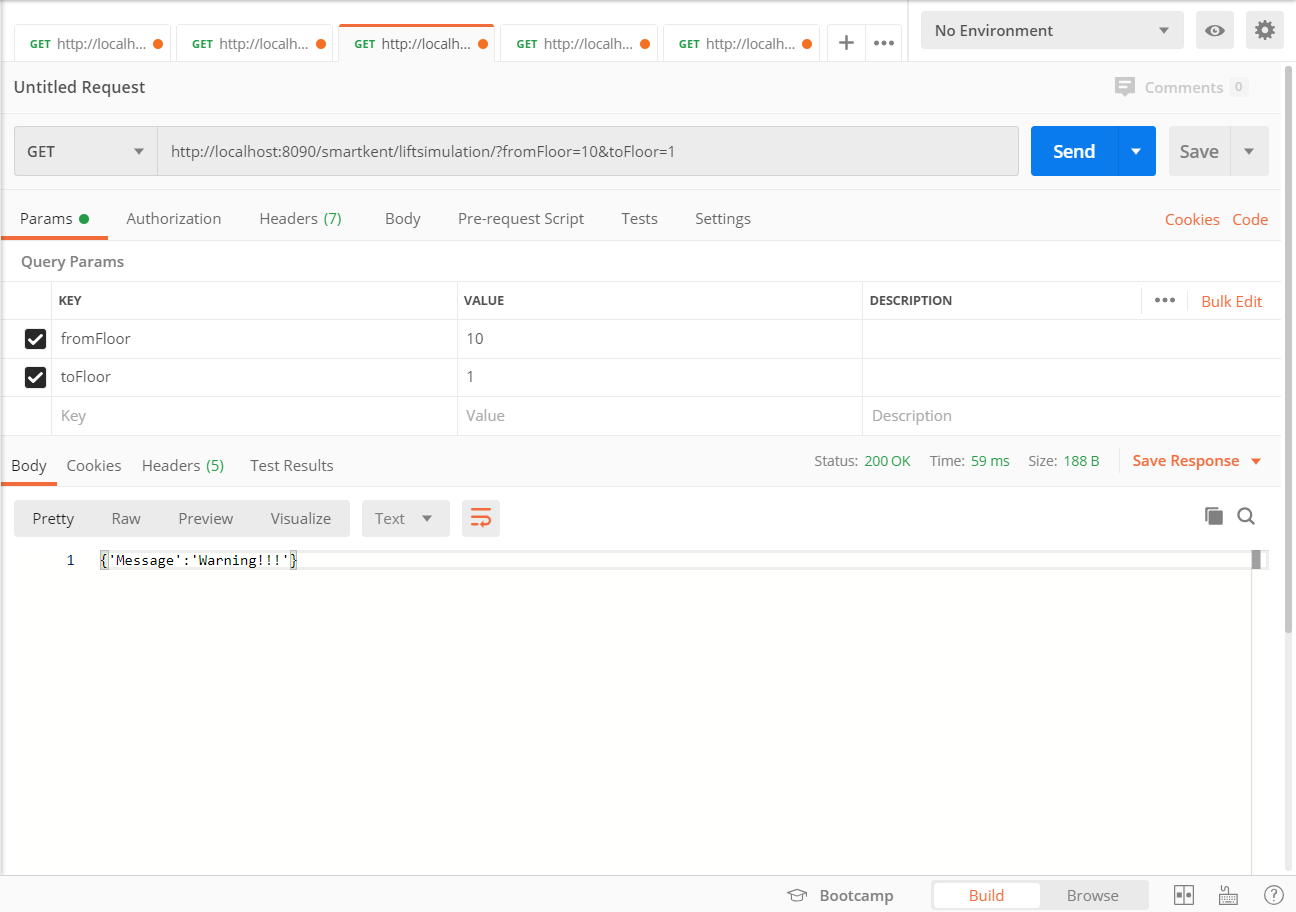 GET http://localh... GET http://localh... GET http://localh... GET http://localh... GET http://localh... + ••• No Environment
Untitled Request Comments 0
GET http://localhost:8090/smartkent/liftsimulation/?fromFloor=10&toFloor=1 Send Save
Params Authorization Headers (7) Body Pre-request Script Tests Settings Cookies Code
Query Params
KEY VALUE DESCRIPTION ••• Bulk Edit
fromFloor 10
toFloor 1
Key Value Description
Body Cookies Headers (5) Test Results Status: 200 OK Time: 59 ms Size: 188 B Save Response
Pretty Raw Preview Visualize Text
1 {'Message':'Warning!!!'}
Bootcamp Build Browse ?